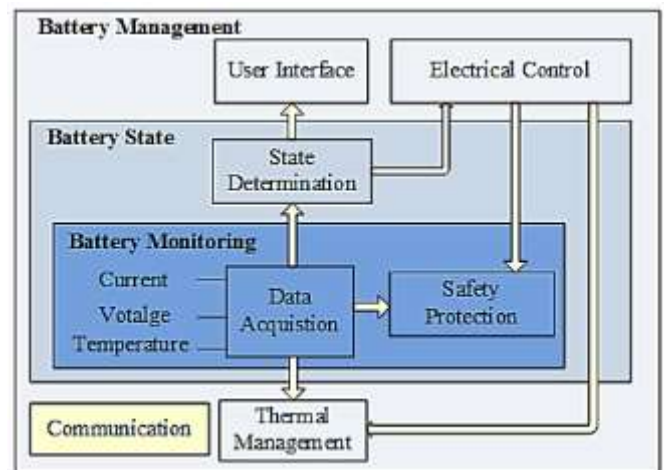 Battery Management
User Interface
Electrical Control
Battery State
State
Determination
Battery Monitoring
Current
Votalge
Temperature
Data
Acquistion
Safety
Protection
Communication
Thermal
Management